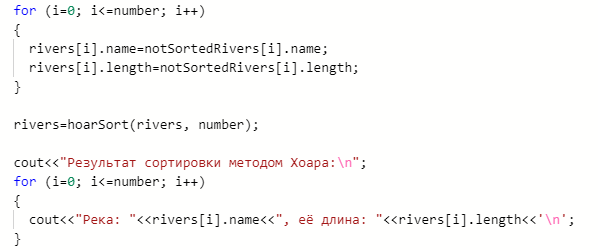 for (i=0; i<=number; i++)
{
  rivers[i].name=notSortedRivers[i].name;
  rivers[i].length=notSortedRivers[i].length;
}

rivers=hoarSort(rivers, number);

cout<<"Результат сортировки методом Хоара:\n";
for (i=0; i<=number; i++)
{
  cout<<"Река: "<<rivers[i].name<<", её длина: "<<rivers[i].length<<'\n';
}